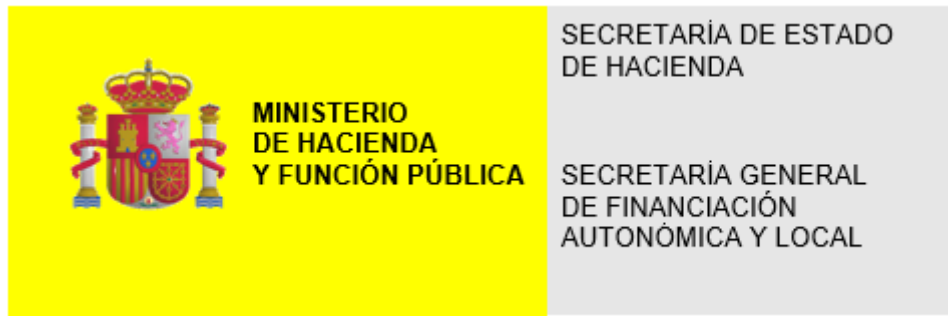 MINISTERIO
DE HACIENDA
Y FUNCIÓN PÚBLICA
SECRETARÍA DE ESTADO
DE HACIENDA
SECRETARÍA GENERAL
DE FINANCIACIÓN
AUTONÓMICA Y LOCAL